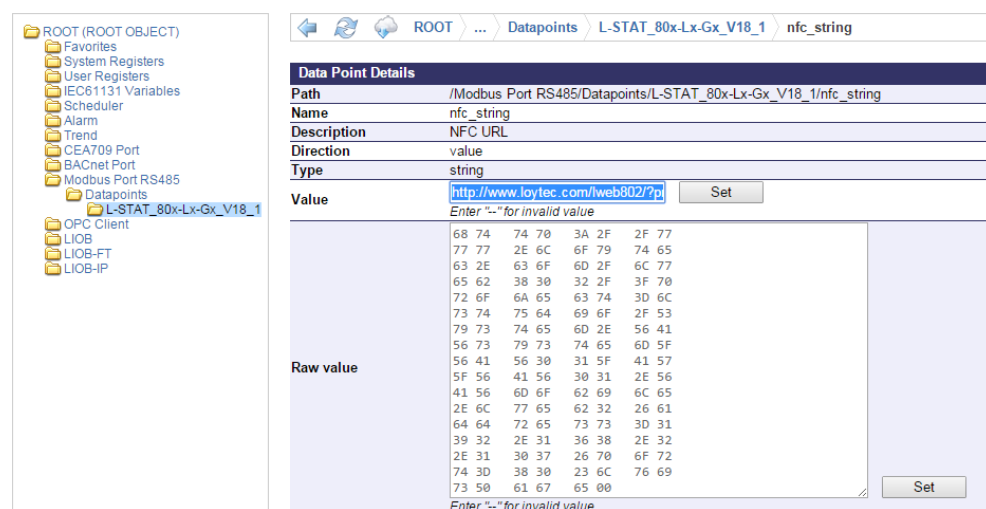 ROOT (ROOT OBJECT)
Favorites
System Registers
User Registers
IEC61131 Variables
Scheduler
Alarm
Trend
CEA709 Port
BACnet Port
Modbus Port RS485
Datapoints
L-STAT_80x-Lx-Gx_V18_1
OPC Client
LIOB
LIOB-FT
LIOB-IP
ROOT ... Datapoints L-STAT_80x-Lx-Gx_V18_1 nfc_string
Data Point Details
Path /Modbus Port RS485/Datapoints/L-STAT_80x-Lx-Gx_V18_1/nfc_string
Name nfc_string
Description NFC URL
Direction value
Type string
Value http://www.loytec.com/lweb802/?p Set
Enter "--" for invalid value
Raw value
68 74 74 70 3A 2F 2F 77
77 77 2E 6C 6F 79 74 65
63 2E 63 6F 6D 2F 6C 77
65 62 38 30 32 2F 3F 70
72 6F 6A 65 63 74 3D 6C
73 74 75 64 69 6F 2F 53
79 73 74 65 6D 2E 56 41
56 73 79 73 74 65 6D 5F
56 41 56 30 31 5F 41 57
5F 56 41 56 30 31 2E 56
41 56 6D 6F 62 69 6C 65
2E 6C 77 65 62 32 26 61
64 64 72 65 73 73 3D 31
39 32 2E 31 36 38 2E 32
2E 31 30 37 26 70 6F 72
74 3D 38 30 23 6C 76 69
73 50 61 67 65 00
Set
Enter "--" for invalid value